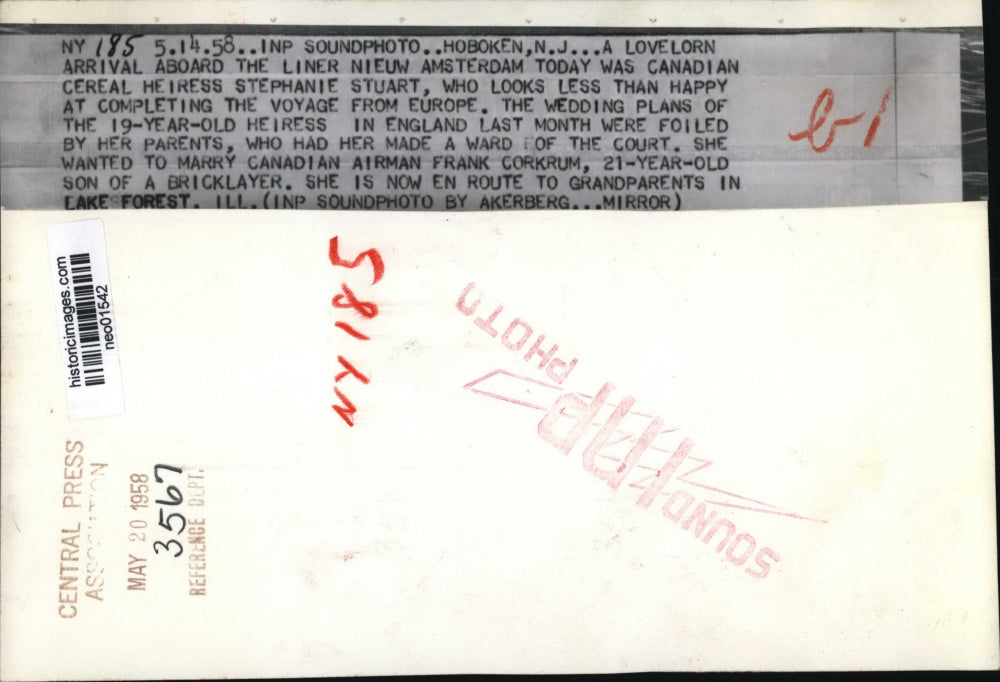 NY 185 5.14.58..INP SOUNDPHOTO..HOBOKEN,N.J...A LOVELORN
ARRIVAL ABOARD THE LINER NIEUW AMSTERDAM TODAY WAS CANADIAN
CEREAL HEIRESS STEPHANIE STUART, WHO LOOKS LESS THAN HAPPY
AT COMPLETING THE VOYAGE FROM EUROPE. THE WEDDING PLANS OF
THE 19-YEAR-OLD HEIRESS IN ENGLAND LAST MONTH WERE FOILED
BY HER PARENTS, WHO HAD HER MADE A WARD OF THE COURT. SHE
WANTED TO MARRY CANADIAN AIRMAN FRANK CORKRUM, 21-YEAR-OLD
SON OF A BRICKLAYER. SHE IS NOW EN ROUTE TO GRANDPARENTS IN
LAKE FOREST, ILL.(INP SOUNDPHOTO BY AKERBERG...MIRROR)
b-1
historicimages.com
neo01542
NY 185
SOUND INP PHOTO
PHOTO
CENTRAL PRESS
ASSOCIATION
MAY 20 1958
3567
REFERENCE DEPT.